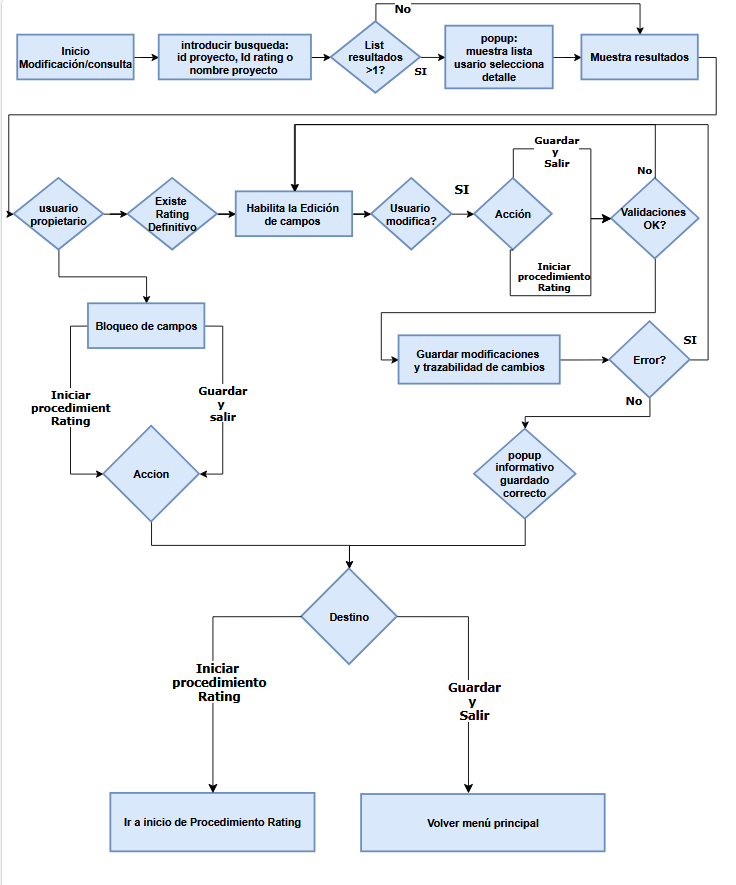 No
Inicio
Modificación/consulta
introducir busqueda:
id proyecto, Id rating o
nombre proyecto
List
resultados
>1?
SI
popup:
muestra lista
usario selecciona
detalle
Muestra resultados
usuario
propietario
Existe
Rating
Definitivo
Habilita la Edición
de campos
Usuario
modifica?
SI
Acción
Guardar
y
Salir
Iniciar
procedimiento
Rating
No
Validaciones
OK?
Bloqueo de campos
Guardar modificaciones
y trazabilidad de cambios
Error?
SI
No
Iniciar
procedimient
Rating
Guardar
y
salir
Accion
popup
informativo
guardado
correcto
Destino
Iniciar
procedimiento
Rating
Guardar
y
Salir
Ir a inicio de Procedimiento Rating
Volver menú principal